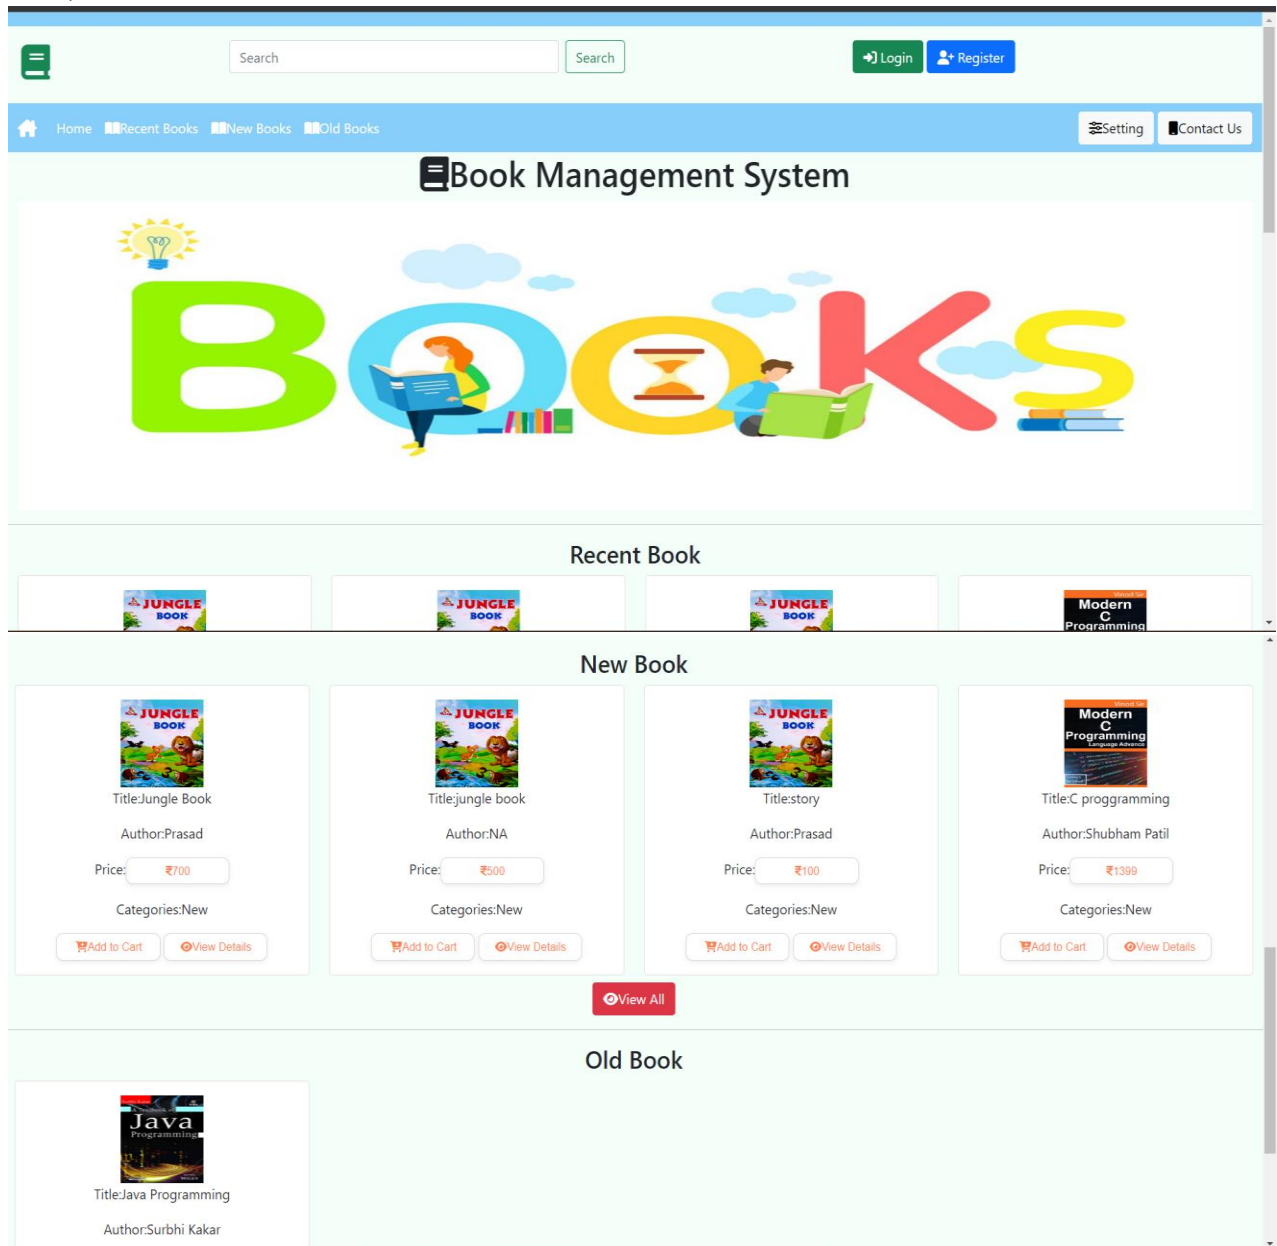 Search Search Login Register
Home Recent Books New Books Old Books Setting Contact Us
Book Management System
BOOKS
Recent Book
JUNGLE JUNGLE JUNGLE Modern
BOOK BOOK BOOK C
Programming
New Book
JUNGLE JUNGLE JUNGLE Modern
BOOK BOOK BOOK C
Programming
Language Advance
Title:Jungle Book Title:jungle book Title:story Title:C proggramming
Author:Prasad Author:NA Author:Prasad Author:Shubham Patil
Price: ₹700 Price: ₹500 Price: ₹100 Price: ₹1399
Categories:New Categories:New Categories:New Categories:New
Add to Cart View Details Add to Cart View Details Add to Cart View Details Add to Cart View Details
View All
Old Book
Java
Programming
Title:Java Programming
Author:Surbhi Kakar